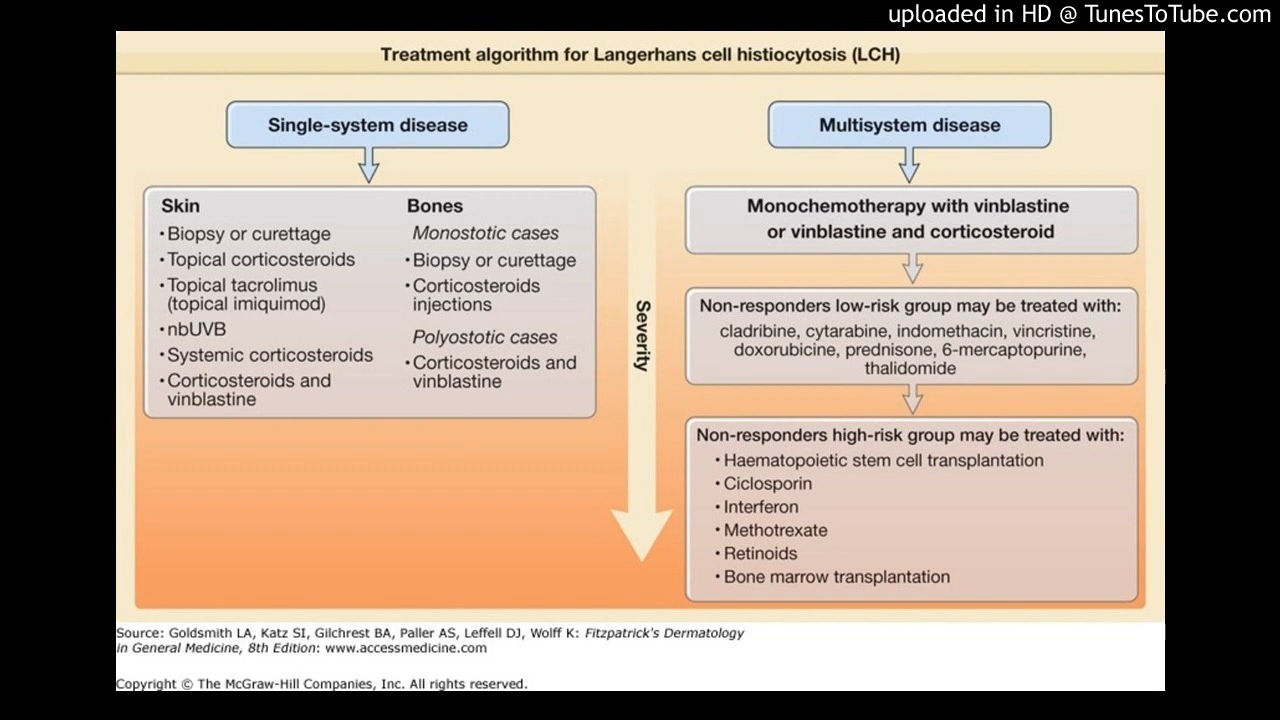 uploaded in HD @ TunesToTube.com
Treatment algorithm for Langerhans cell histiocytosis (LCH)
Single-system disease
Skin
•Biopsy or curettage
•Topical corticosteroids
•Topical tacrolimus
(topical imiquimod)
•nbUVB
•Systemic corticosteroids
•Corticosteroids and
vinblastine
Bones
Monostotic cases
•Biopsy or curettage
•Corticosteroids
injections
Polyostotic cases
•Corticosteroids and
vinblastine
Severity
Multisystem disease
Monochemotherapy with vinblastine
or vinblastine and corticosteroid
Non-responders low-risk group may be treated with:
cladribine, cytarabine, indomethacin, vincristine,
doxorubicine, prednisone, 6-mercaptopurine,
thalidomide
Non-responders high-risk group may be treated with:
•Haematopoietic stem cell transplantation
•Ciclosporin
•Interferon
•Methotrexate
•Retinoids
•Bone marrow transplantation
Source: Goldsmith LA, Katz SI, Gilchrest BA, Paller AS, Leffell DJ, Wolff K: Fitzpatrick's Dermatology
in General Medicine, 8th Edition: www.accessmedicine.com
Copyright © The McGraw-Hill Companies, Inc. All rights reserved.